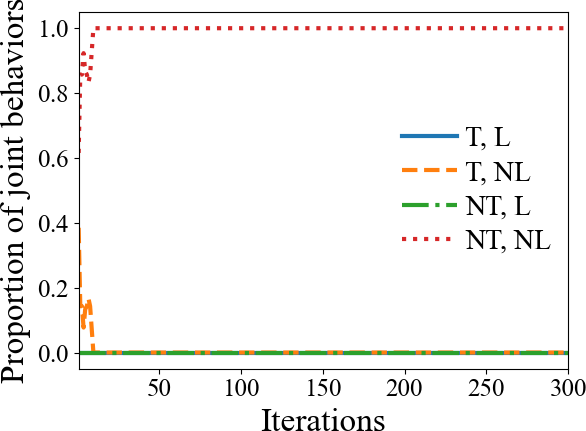 Proportion of joint behaviors
1.0
0.8
0.6
0.4
0.2
0.0
T, L
T, NL
NT, L
NT, NL
50 100 150 200 250 300
Iterations